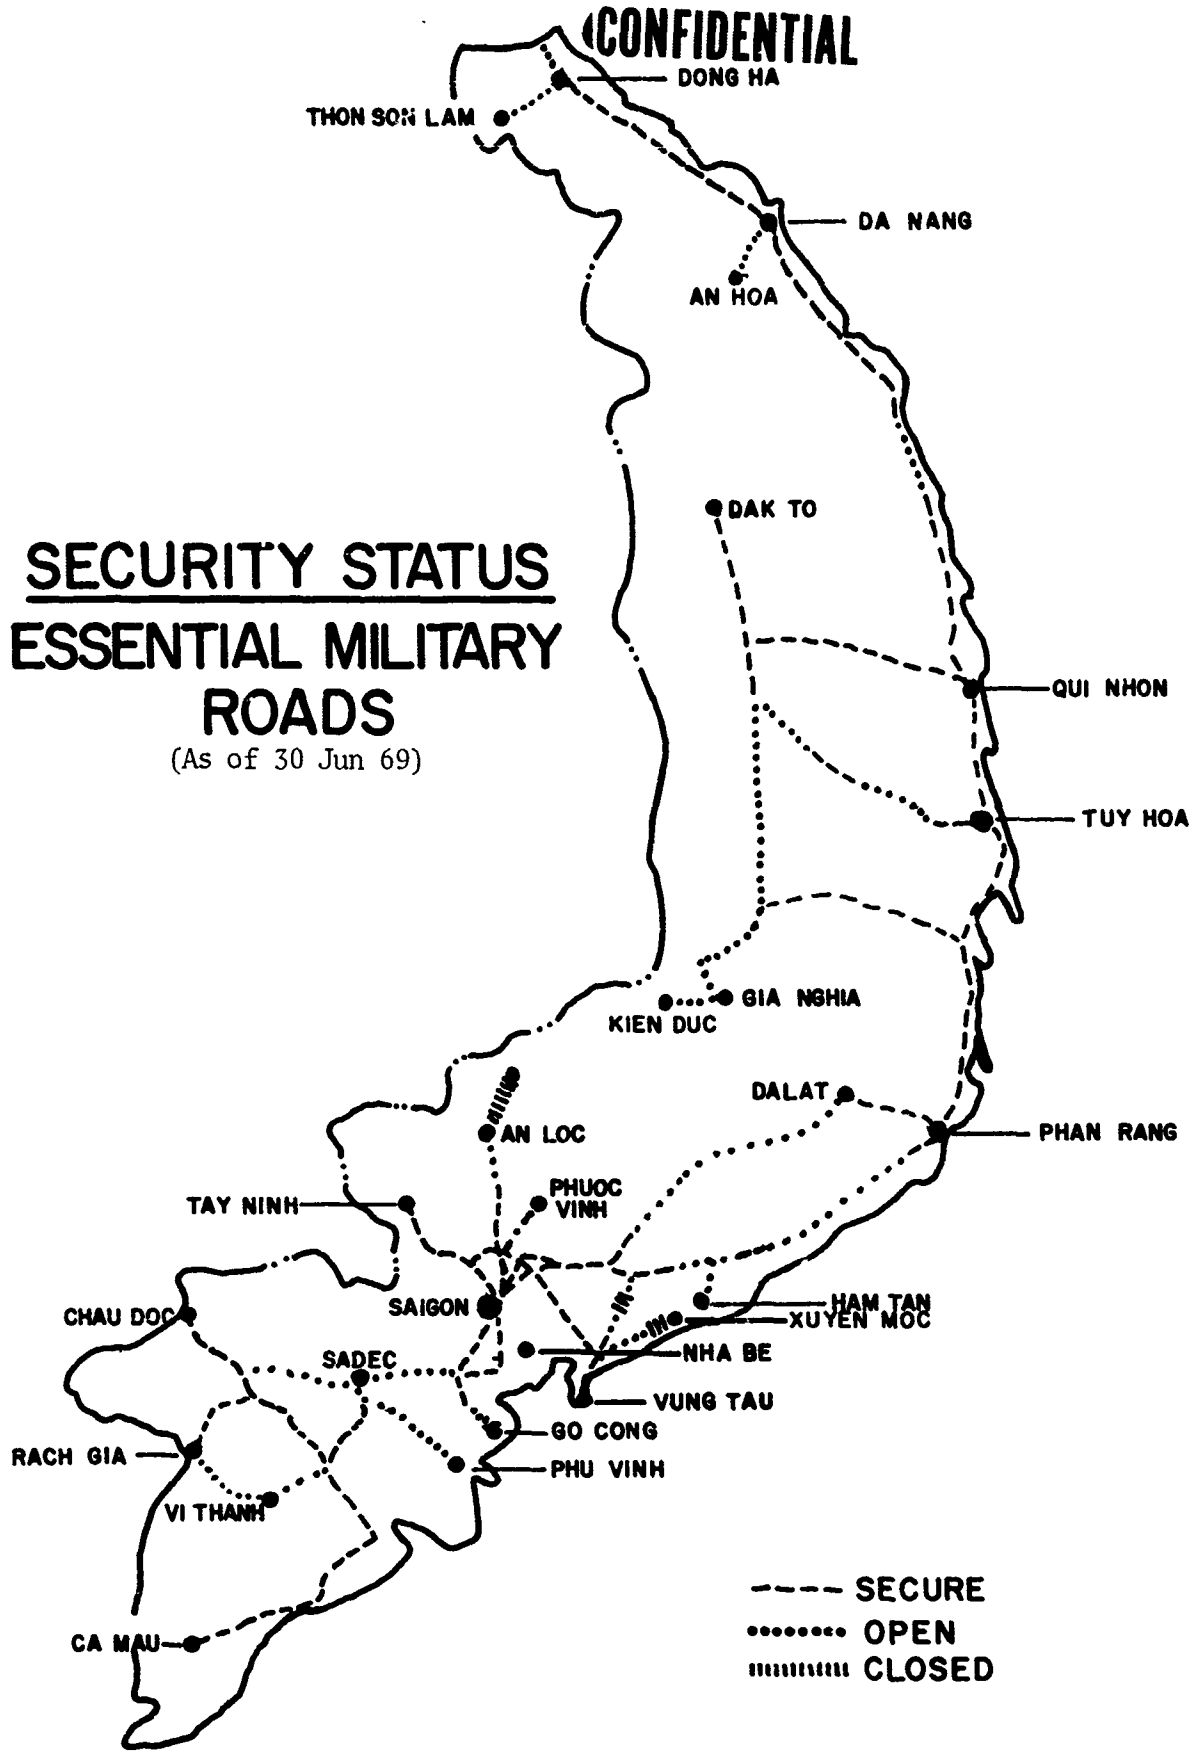 CONFIDENTIAL
DONG HA
THON SON LAM
DA NANG
AN HOA
DAK TO
SECURITY STATUS
ESSENTIAL MILITARY
ROADS
(As of 30 Jun 69)
QUI NHON
TUY HOA
GIA NGHIA
KIEN DUC
DALAT
PHAN RANG
AN LOC
PHUOC
VINH
TAY NINH
SAIGON
CHAU DOC
HAM TAN
XUYEN MOC
SADEC
NHA BE
VUNG TAU
GO CONG
RACH GIA
PHU VINH
VI THANH
SECURE
OPEN
CA MAU
CLOSED